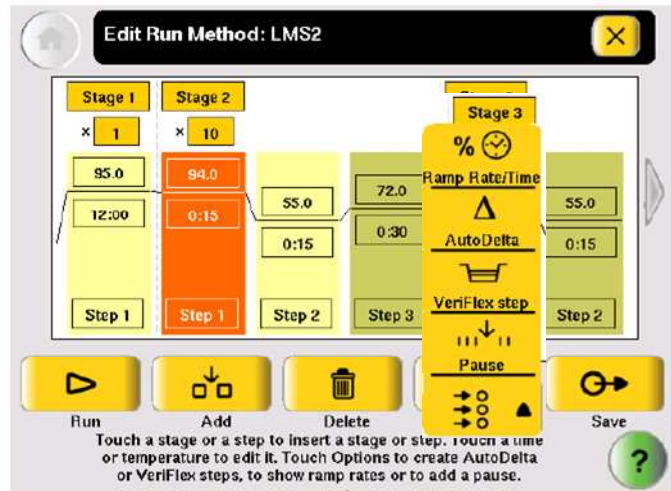 Edit Run Method: LMS2
Stage 1
Stage 2
Stage 3
× 1
× 10
95.0
12:00
Step 1
94.0
0:15
Step 1
55.0
0:15
Step 2
72.0
0:30
Step 3
55.0
0:15
Step 2
%
Ramp Rate/Time
Δ
AutoDelta
VeriFlex step
Pause
Run
Add
Delete
Save
Touch a stage or a step to insert a stage or step. Touch a time
or temperature to edit it. Touch Options to create AutoDelta
or VeriFlex steps, to show ramp rates or to add a pause.
?